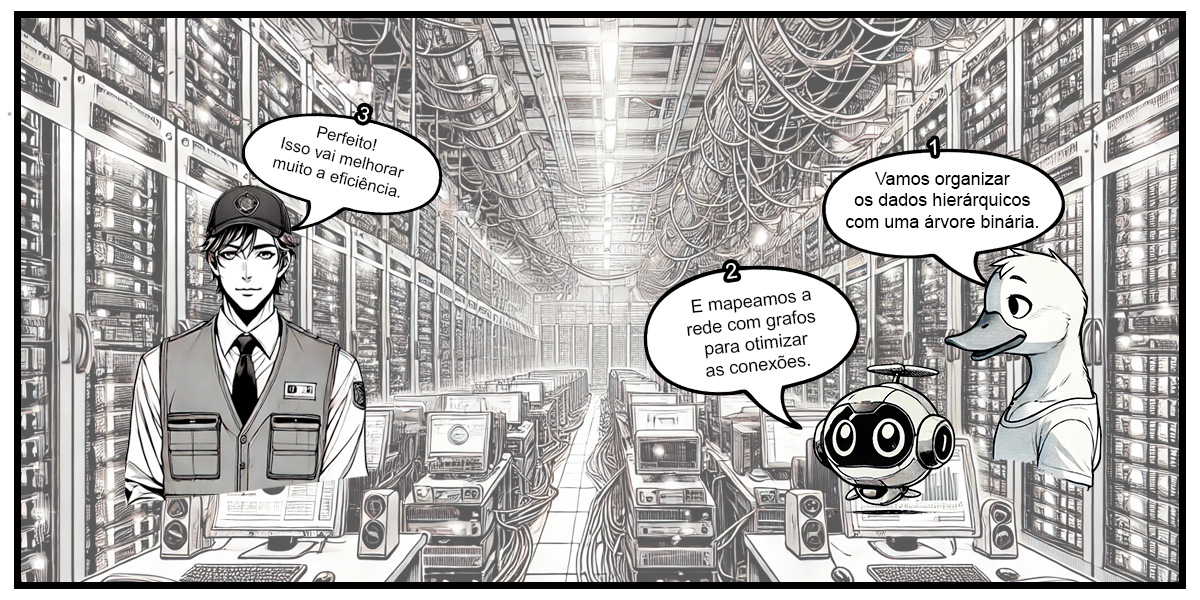 1
Vamos organizar
os dados hierárquicos
com uma árvore binária.
2
E mapeamos a
rede com grafos
para otimizar
as conexões.
3
Perfeito!
Isso vai melhorar
muito a eficiência.